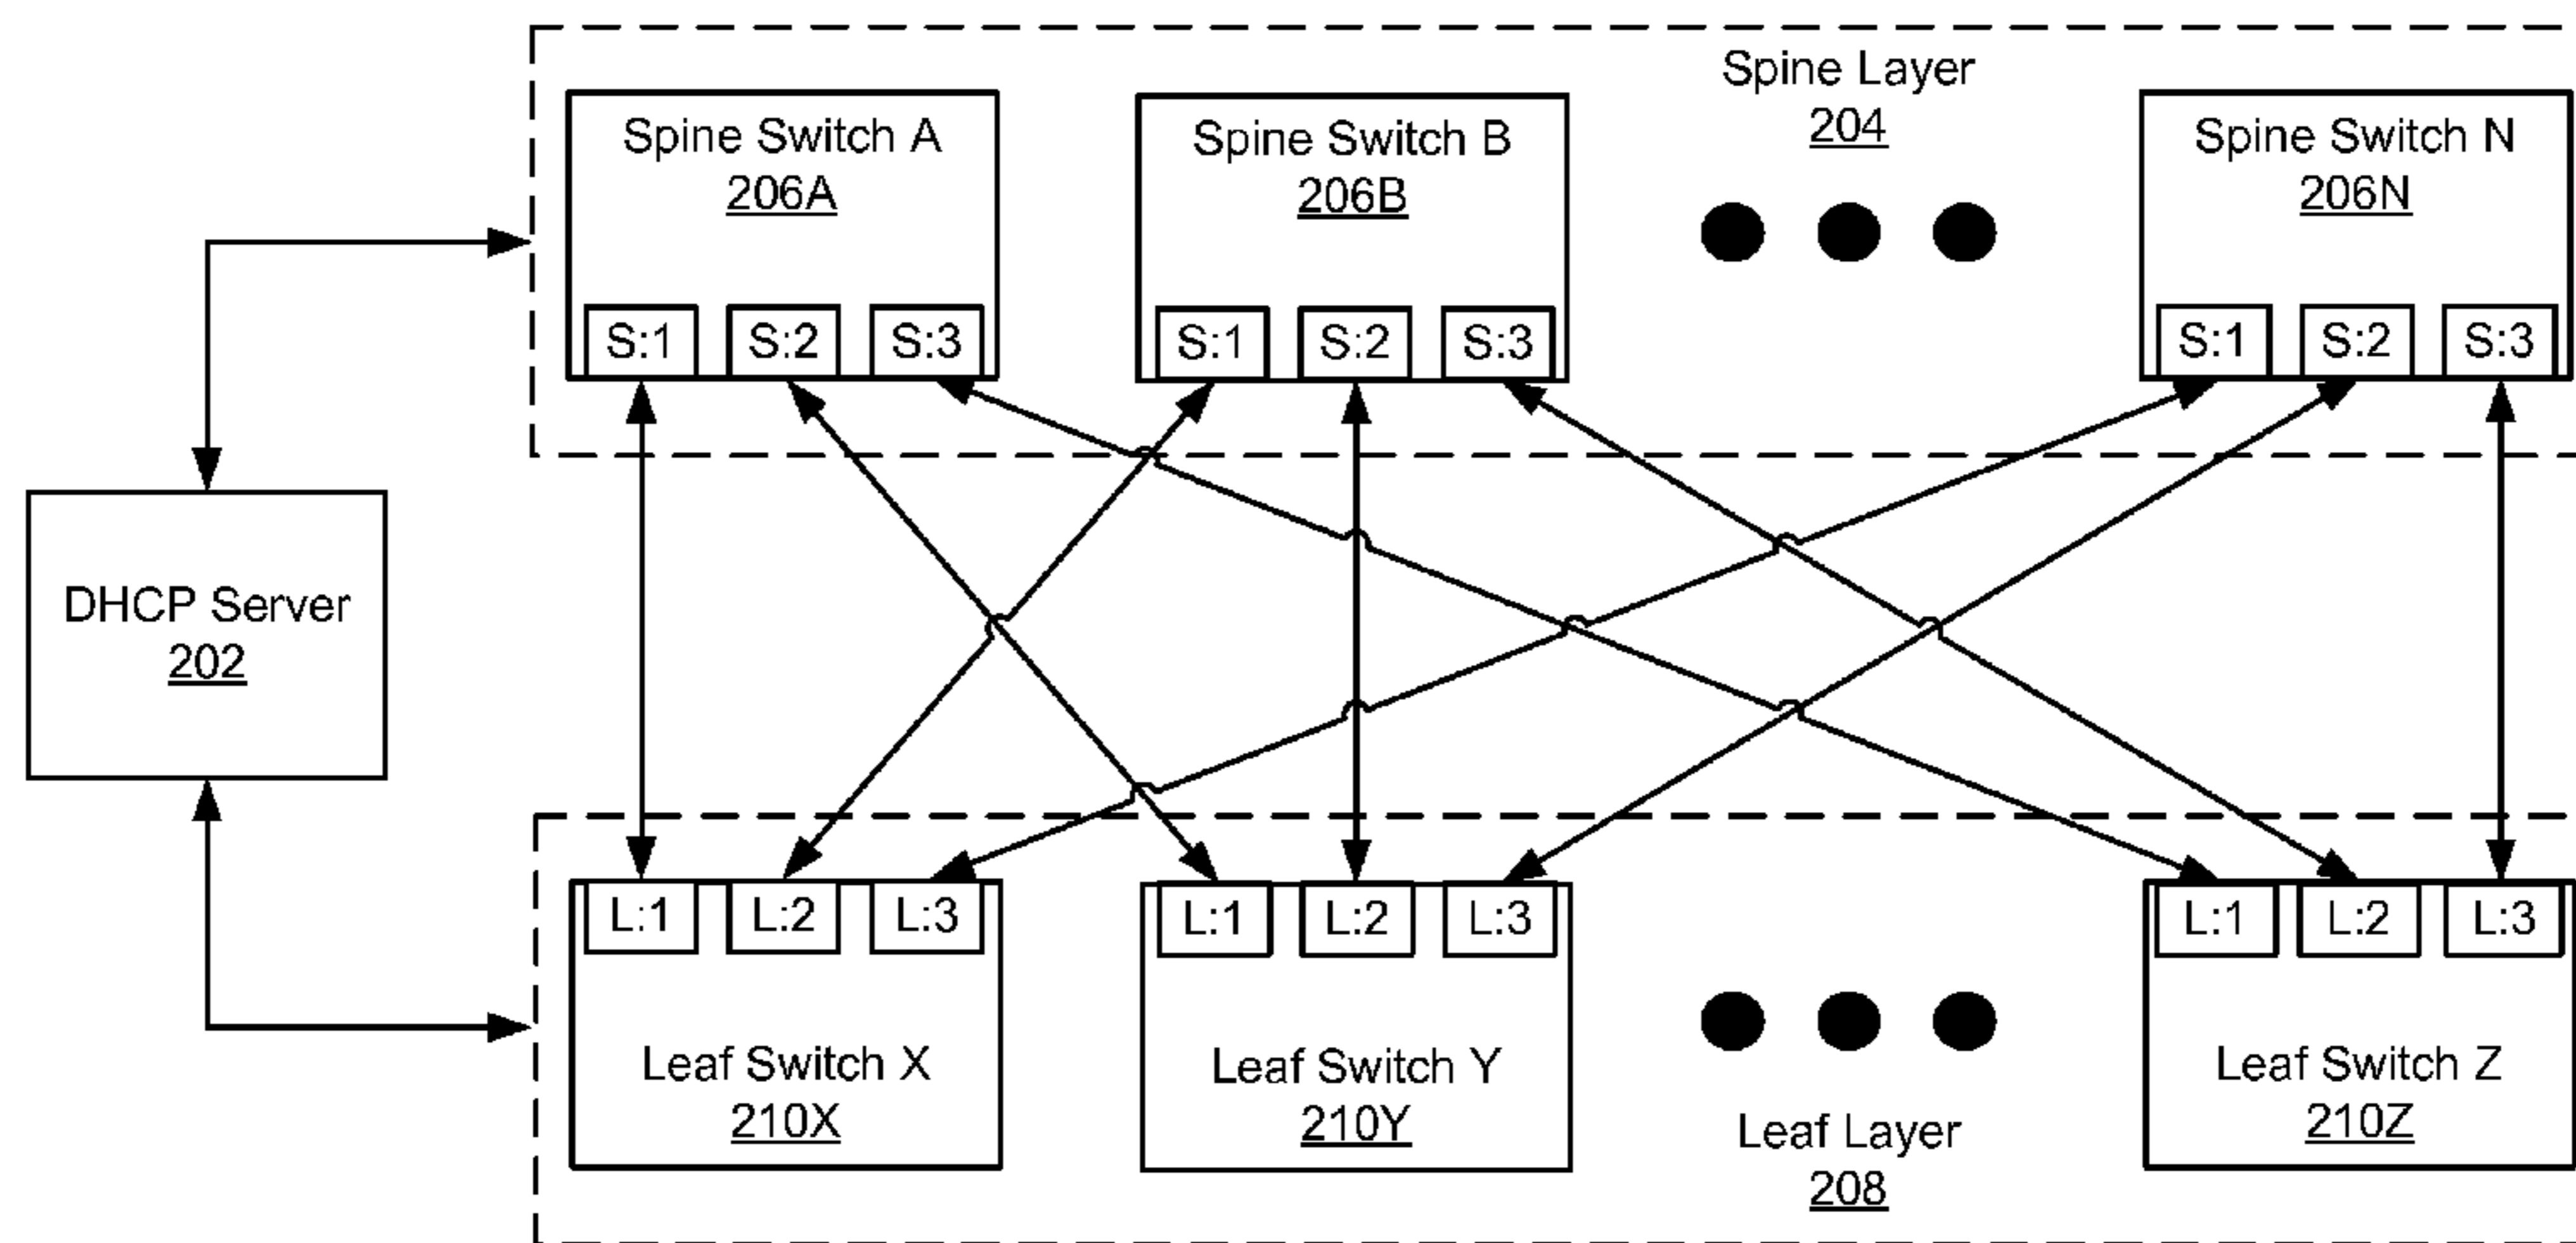 Spine Layer
204
Spine Switch A
206A
S:1 S:2 S:3
Spine Switch B
206B
S:1 S:2 S:3
Spine Switch N
206N
S:1 S:2 S:3
DHCP Server
202
L:1 L:2 L:3
Leaf Switch X
210X
L:1 L:2 L:3
Leaf Switch Y
210Y
L:1 L:2 L:3
Leaf Switch Z
210Z
Leaf Layer
208